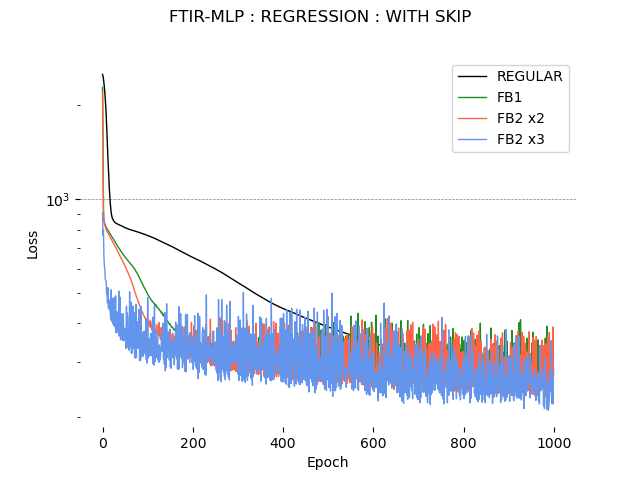 FTIR-MLP : REGRESSION : WITH SKIP
REGULAR
FB1
FB2 x2
FB2 x3
10³
Loss
0 200 400 600 800 1000
Epoch